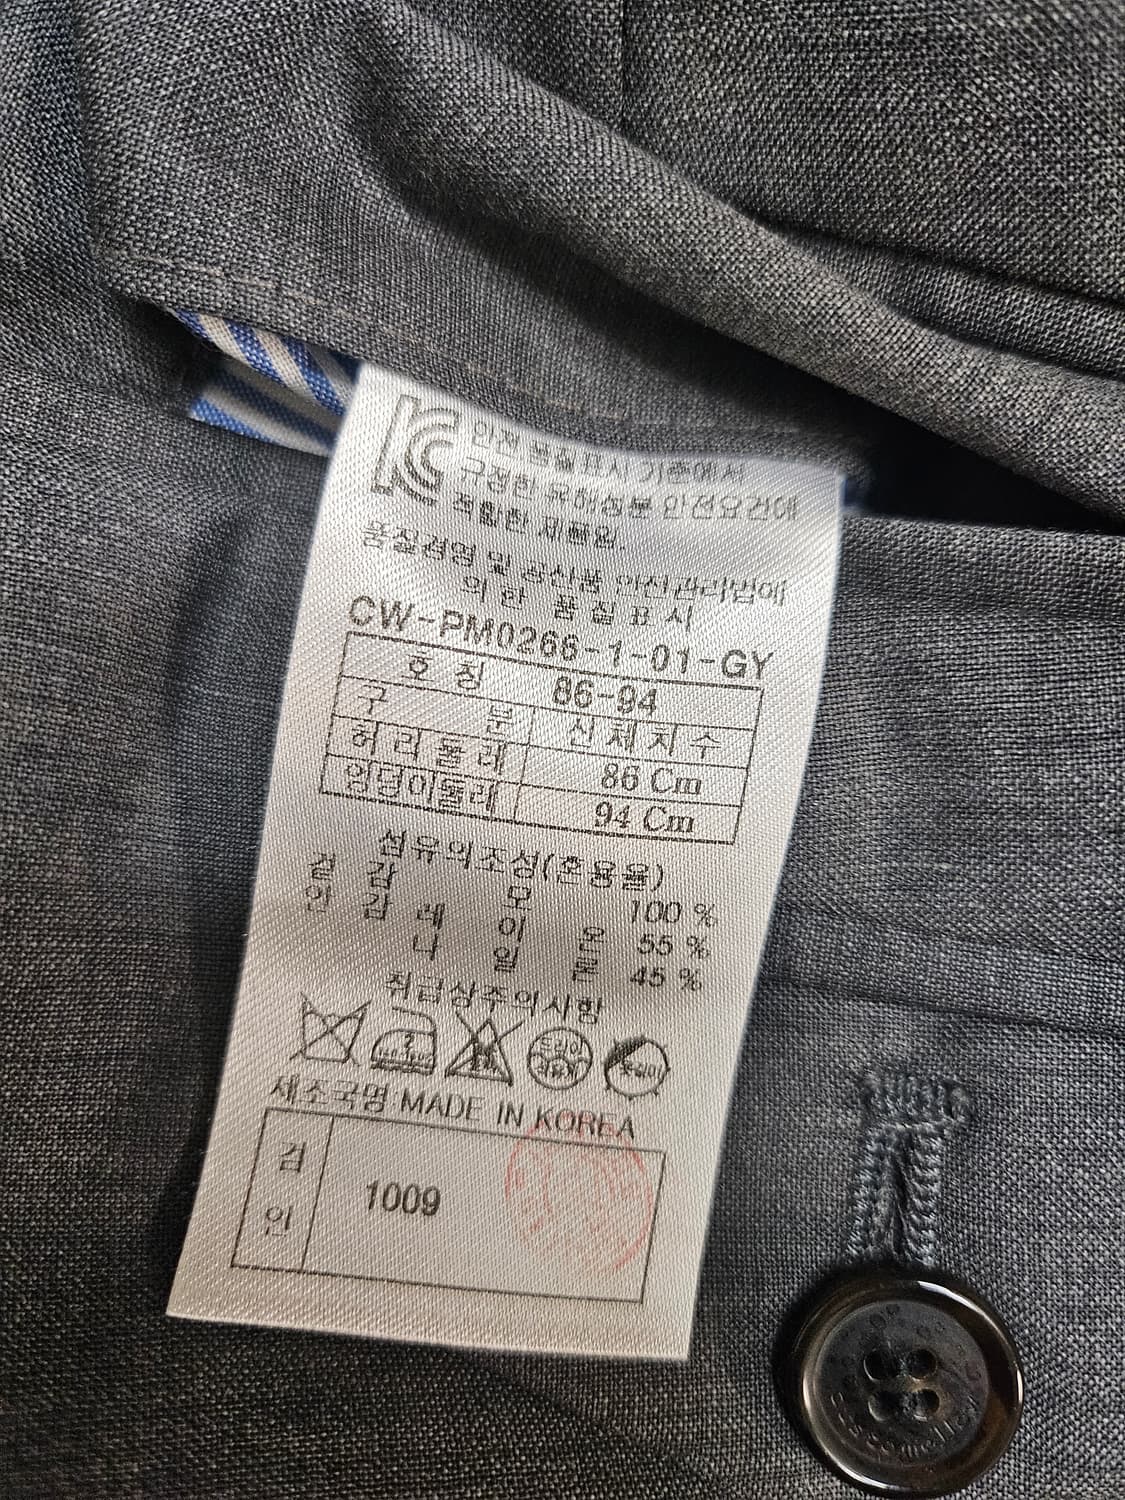 KC 안전 품질표시 기준에서
규정한 유해성분 안전요건에
적합한 제품임.
품질경영 및 공산품 안전관리법에
의한 품질표시
CW-PM0266-1-01-GY
호칭 86-94
구분 신체치수
허리둘레 86 Cm
엉덩이둘레 94 Cm
섬유의조성(혼용율)
겉감 모 100 %
안감 레이온 55 %
나일론 45 %
취급상주의사항
드라이
제조국명 MADE IN KOREA
검인 1009